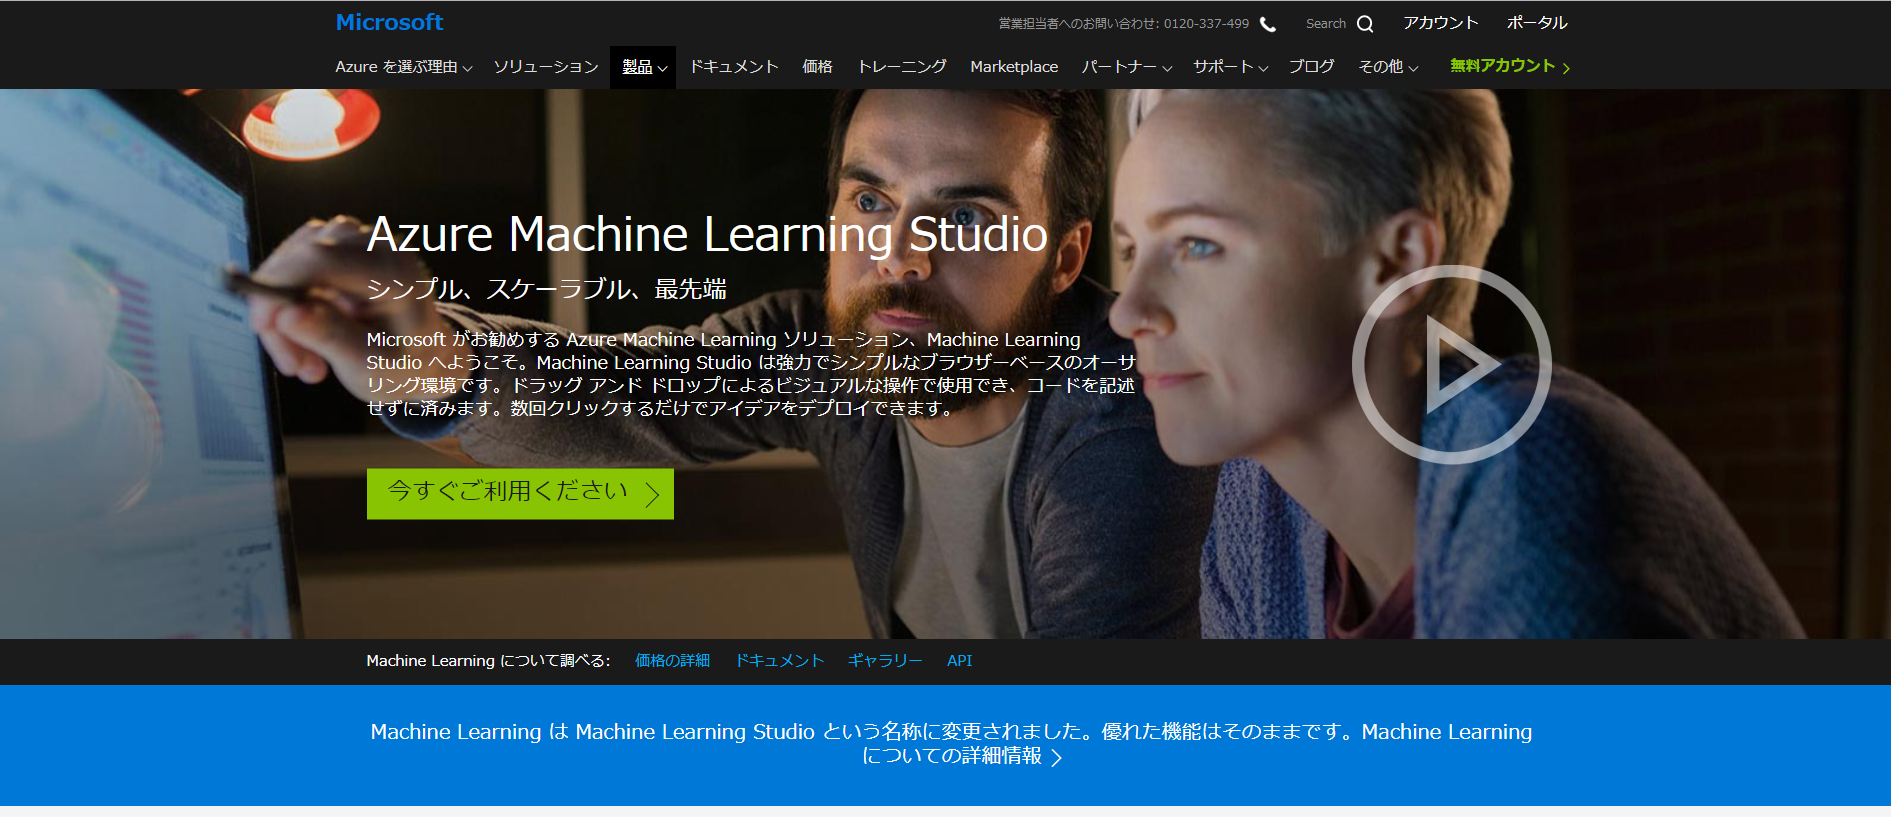 Microsoft
営業担当者へのお問い合わせ: 0120-337-499 Search アカウント ポータル
Azure を選ぶ理由 ソリューション 製品 ドキュメント 価格 トレーニング Marketplace パートナー サポート ブログ その他 無料アカウント
Azure Machine Learning Studio
シンプル、スケーラブル、最先端
Microsoft がお勧めする Azure Machine Learning ソリューション、Machine Learning
Studio へようこそ。Machine Learning Studio は強力でシンプルなブラウザーベースのオーサ
リング環境です。ドラッグ アンド ドロップによるビジュアルな操作で使用でき、コードを記述
せずに済みます。数回クリックするだけでアイデアをデプロイできます。
今すぐご利用ください
Machine Learning について調べる: 価格の詳細 ドキュメント ギャラリー API
Machine Learning は Machine Learning Studio という名称に変更されました。優れた機能はそのままです。Machine Learning
についての詳細情報